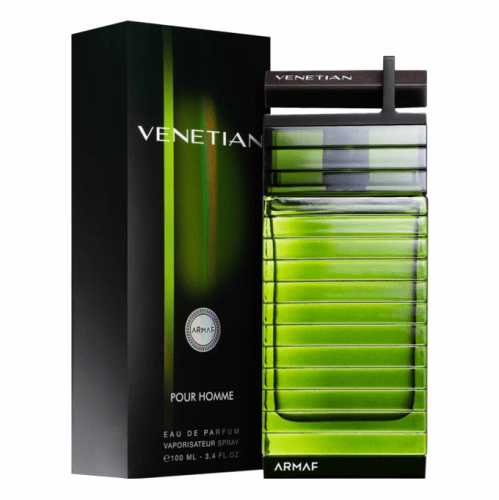 VENETIAN
ARMAF
POUR HOMME
EAU DE PARFUM
VAPORISATEUR SPRAY
℮100 ML - 3.4 FL.OZ
VENETIAN
ARMAF